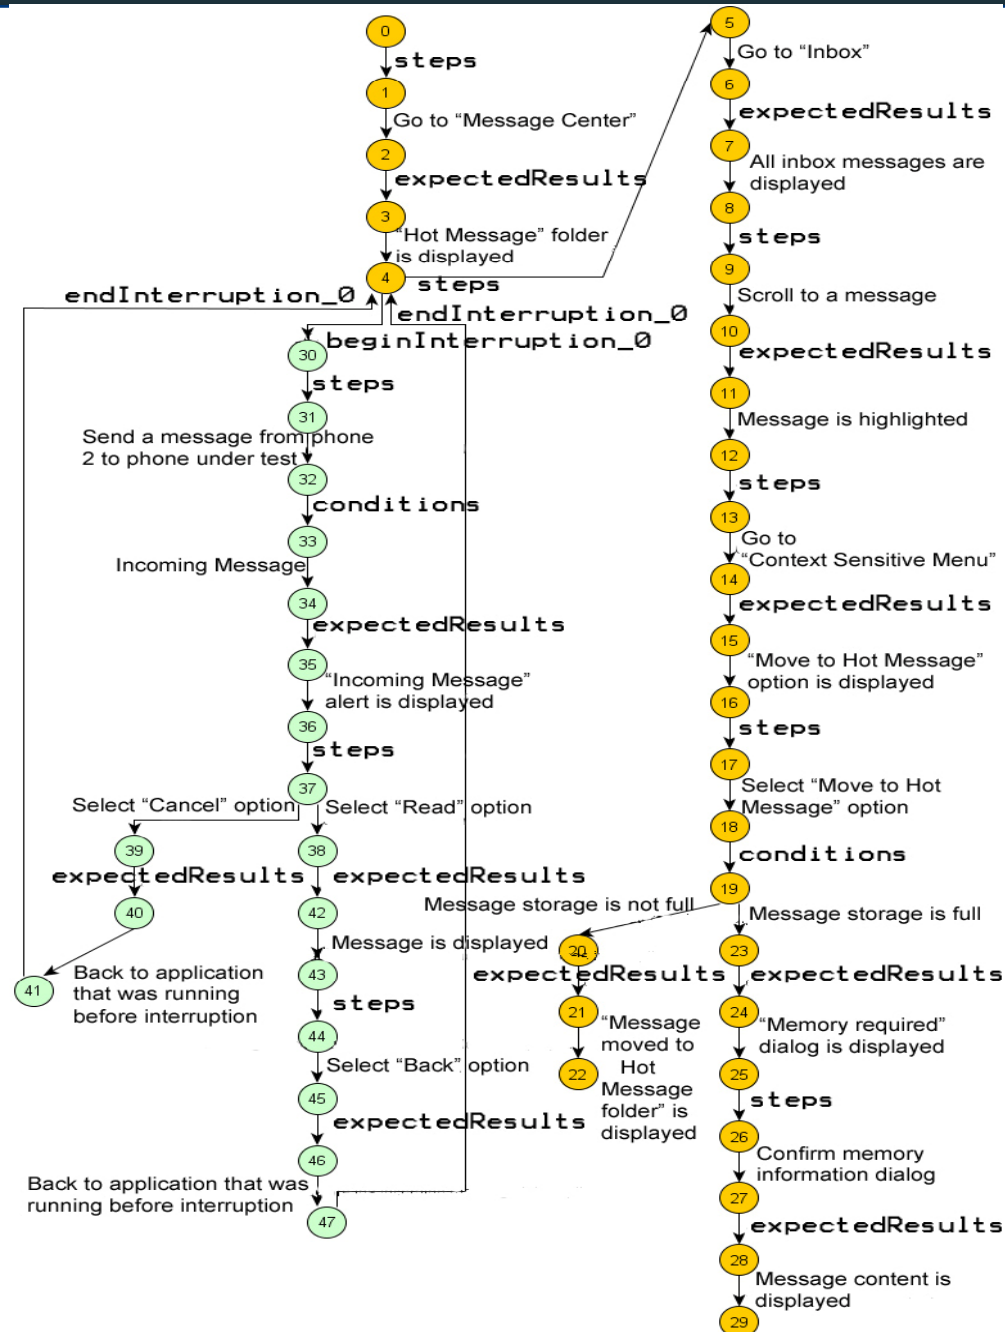 0
steps
1
Go to “Message Center”
2
expectedResults
3
“Hot Message” folder
is displayed
4
steps
endInterruption_0
endInterruption_0
beginInterruption_0
30
steps
31
Send a message from phone
2 to phone under test
32
conditions
33
Incoming Message
34
expectedResults
35
“Incoming Message”
alert is displayed
36
steps
37
Select “Cancel” option
Select “Read” option
39
38
expectedResults
expectedResults
40
42
Message is displayed
41
Back to application
that was running
before interruption
43
steps
44
Select “Back” option
45
expectedResults
46
Back to application that was
running before interruption
47
5
Go to “Inbox”
6
expectedResults
7
All inbox messages are
displayed
8
steps
9
Scroll to a message
10
expectedResults
11
Message is highlighted
12
steps
13
Go to
“Context Sensitive Menu”
14
expectedResults
15
“Move to Hot Message”
option is displayed
16
steps
17
Select “Move to Hot
Message” option
18
conditions
19
Message storage is not full
Message storage is full
20
23
expectedResults
expectedResults
21
24
“Message
moved to
Hot
Message
folder” is
displayed
22
“Memory required”
dialog is displayed
25
steps
26
Confirm memory
information dialog
27
expectedResults
28
Message content is
displayed
29